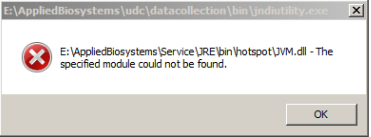 E:\AppliedBiosystems\udc\datacollection\bin\jndiutility.exe
E:\AppliedBiosystems\Service\JRE\bin\hotspot\JVM.dll - The
specified module could not be found.
OK